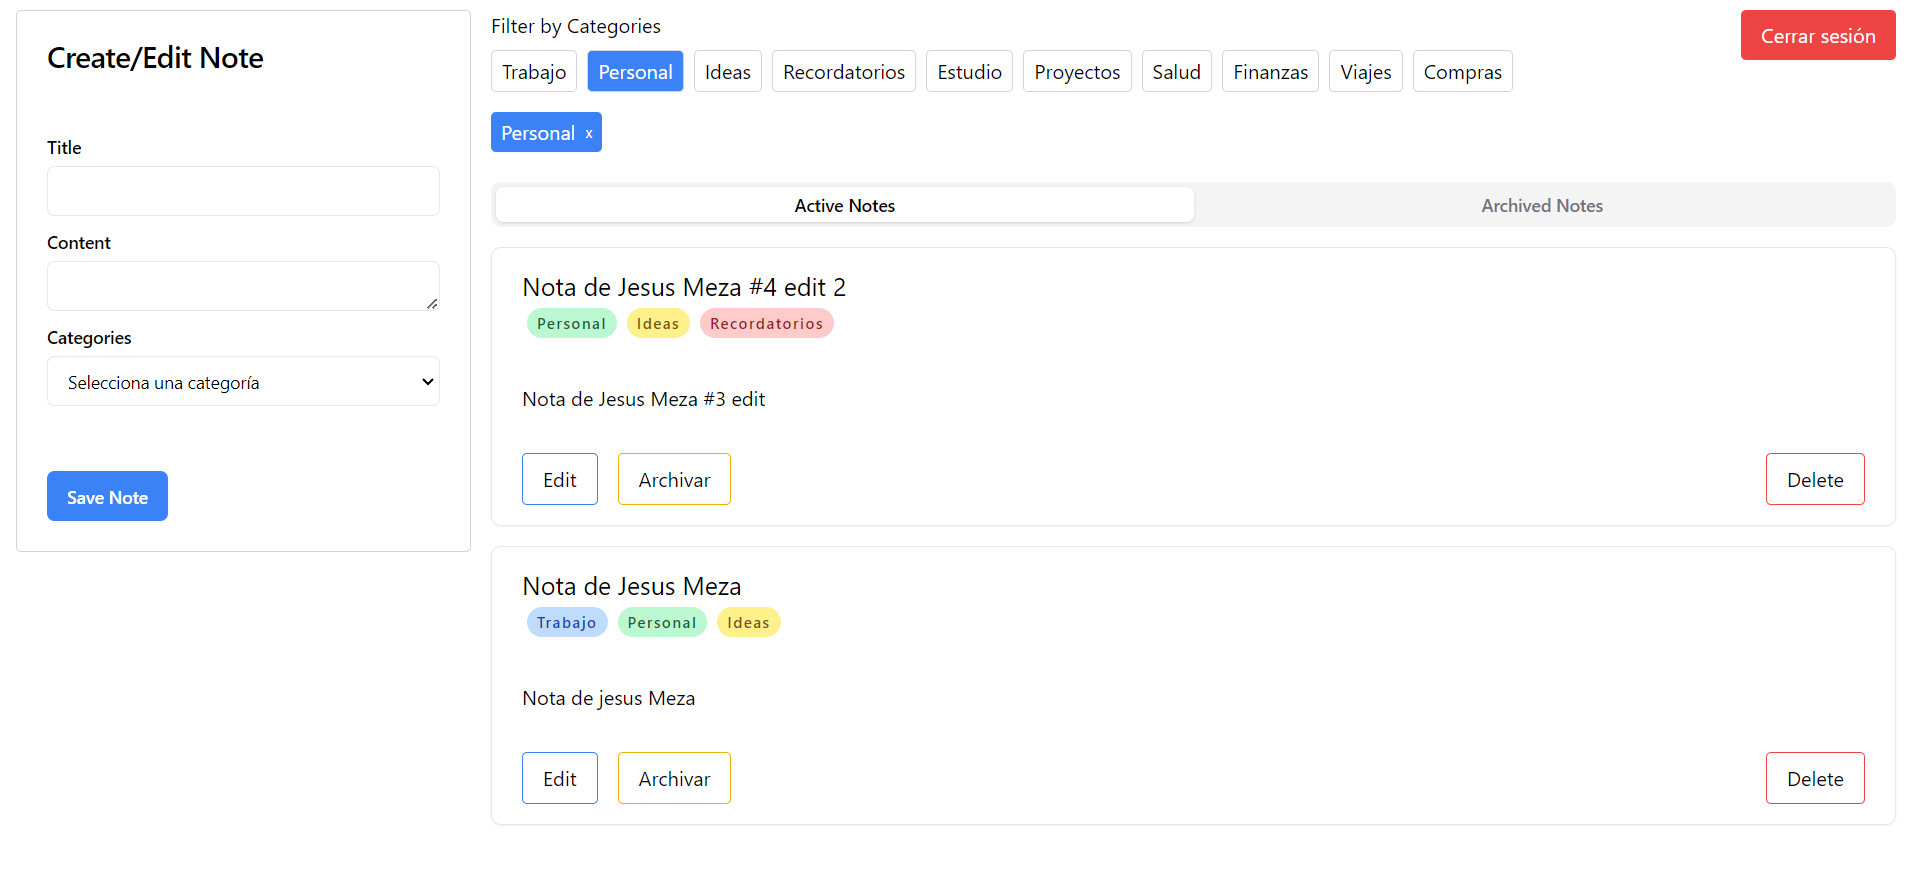 Create/Edit Note
Title
Content
Categories
Selecciona una categoría
Save Note
Filter by Categories
Cerrar sesión
Trabajo Personal Ideas Recordatorios Estudio Proyectos Salud Finanzas Viajes Compras
Personal x
Active Notes Archived Notes
Nota de Jesus Meza #4 edit 2
Personal Ideas Recordatorios
Nota de Jesus Meza #3 edit
Edit Archivar Delete
Nota de Jesus Meza
Trabajo Personal Ideas
Nota de jesus Meza
Edit Archivar Delete